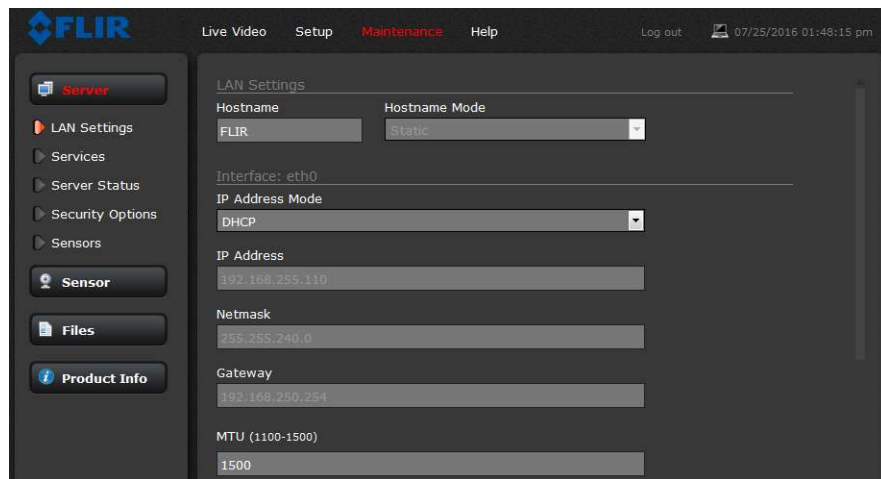 FLIR
Live Video Setup Maintenance Help Log out 07/25/2016 01:48:15 pm
Server
LAN Settings
Services
Server Status
Security Options
Sensors
Sensor
Files
Product Info
LAN Settings
Hostname Hostname Mode
FLIR Static
Interface: eth0
IP Address Mode
DHCP
IP Address
192.168.255.110
Netmask
255.255.240.0
Gateway
192.168.250.254
MTU (1100-1500)
1500